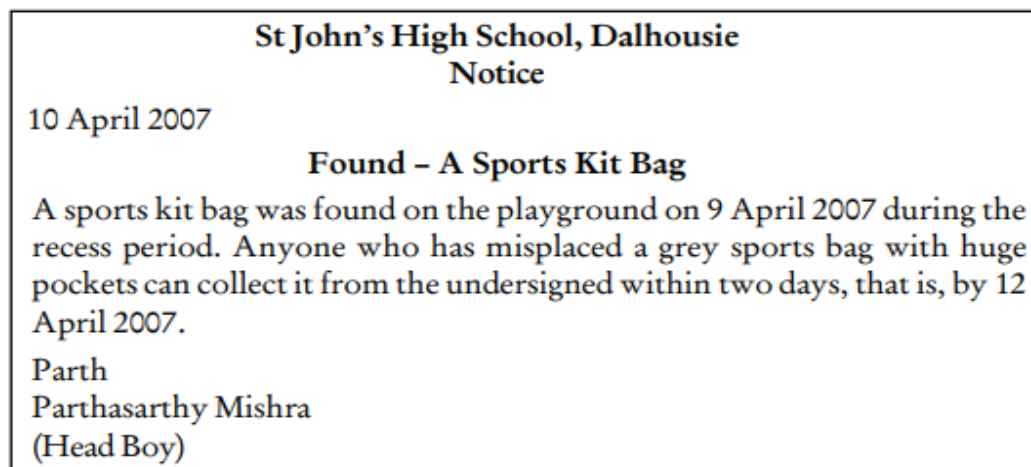 St John’s High School, Dalhousie
Notice
10 April 2007
Found – A Sports Kit Bag
A sports kit bag was found on the playground on 9 April 2007 during the
recess period. Anyone who has misplaced a grey sports bag with huge
pockets can collect it from the undersigned within two days, that is, by 12
April 2007.
Parth
Parthasarthy Mishra
(Head Boy)